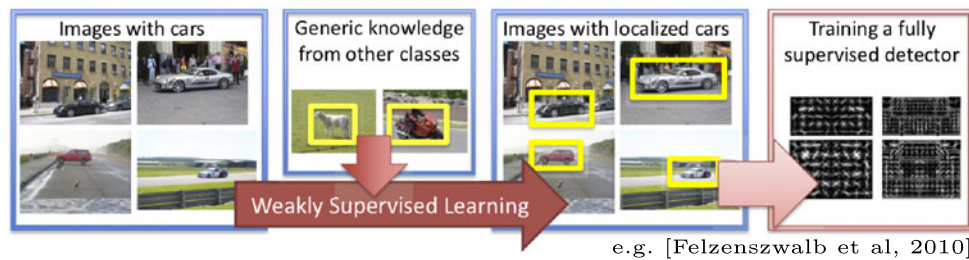 Images with cars
Generic knowledge
from other classes
Images with localized cars
Training a fully
supervised detector
Weakly Supervised Learning
e.g. [Felzenszwalb et al, 2010]